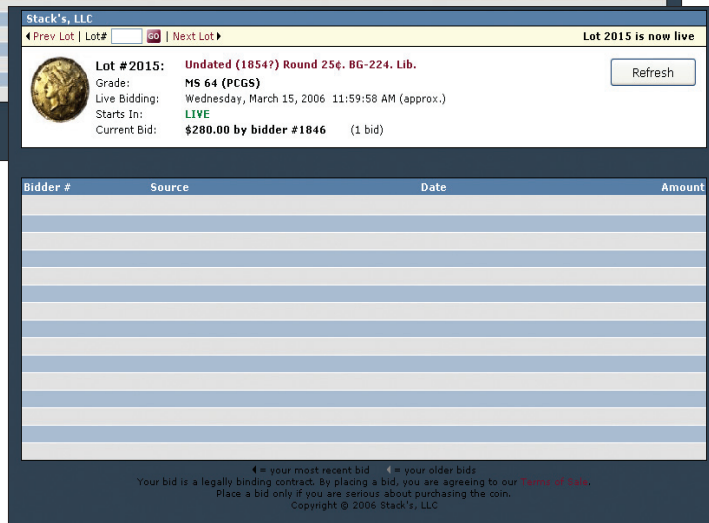 Stack's, LLC
Prev Lot | Lot# GO | Next Lot Lot 2015 is now live
Lot #2015: Undated (1854?) Round 25¢. BG-224. Lib.
Refresh
Grade: MS 64 (PCGS)
Live Bidding: Wednesday, March 15, 2006 11:59:58 AM (approx.)
Starts In: LIVE
Current Bid: $280.00 by bidder #1846 (1 bid)
Bidder # Source Date Amount
= your most recent bid = your older bids
Your bid is a legally binding contract. By placing a bid, you are agreeing to our Terms of Sale.
Place a bid only if you are serious about purchasing the coin.
Copyright © 2006 Stack's, LLC